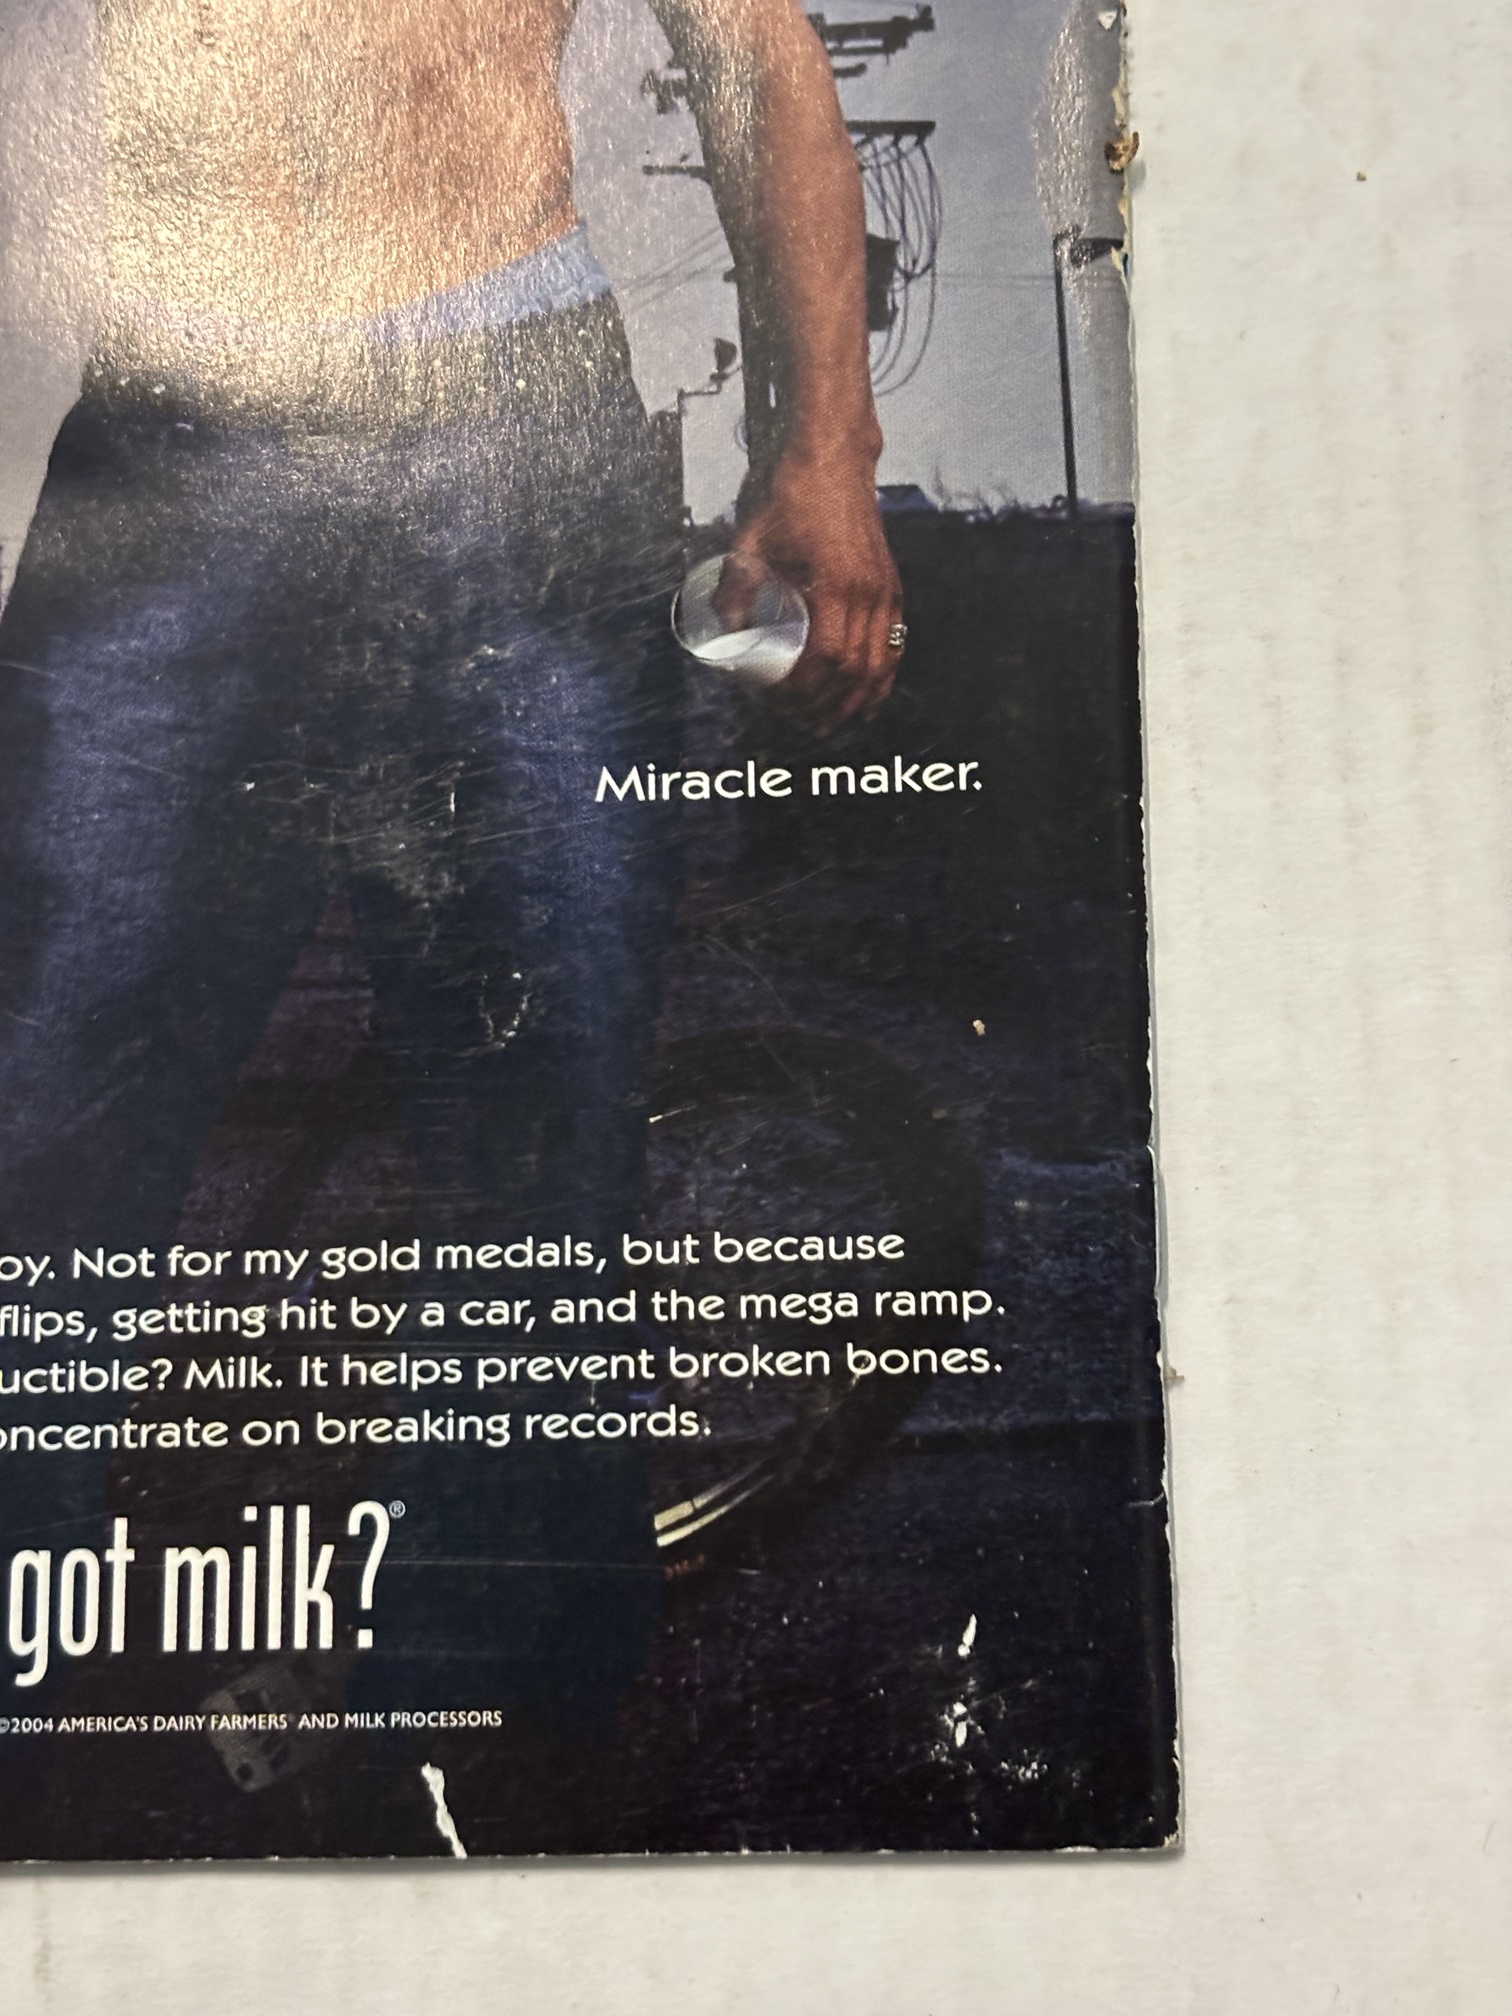 Miracle maker.
oy. Not for my gold medals, but because
flips, getting hit by a car, and the mega ramp.
uctible? Milk. It helps prevent broken bones.
oncentrate on breaking records.
got milk?®
©2004 AMERICA'S DAIRY FARMERS AND MILK PROCESSORS